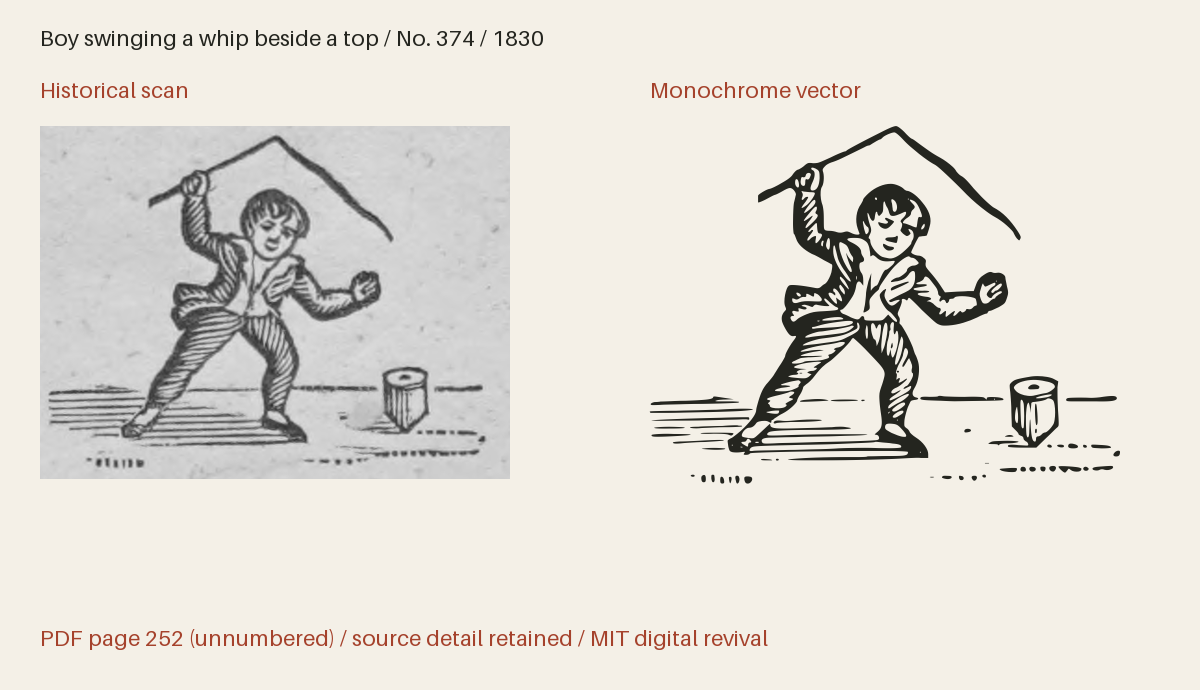 Boy swinging a whip beside a top / No. 374 / 1830
Historical scan
Monochrome vector
PDF page 252 (unnumbered) / source detail retained / MIT digital revival